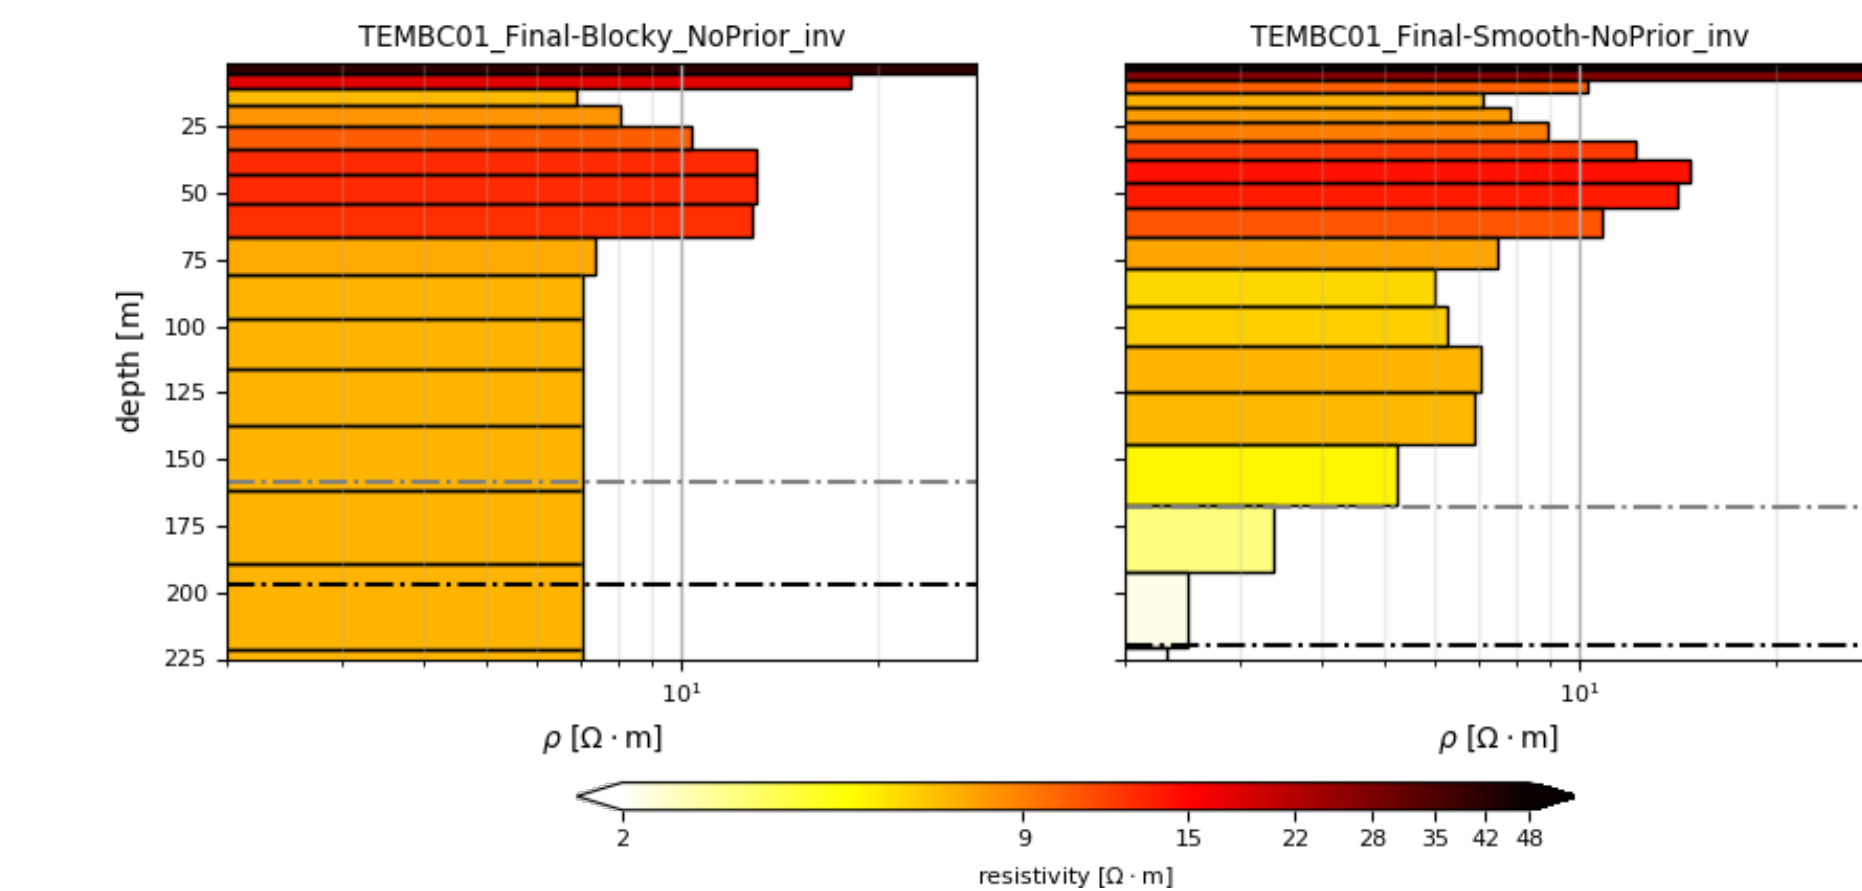 TEMBC01_Final-Blocky_NoPrior_inv
TEMBC01_Final-Smooth-NoPrior_inv
depth [m]
25
50
75
100
125
150
175
200
225
10¹
10¹
ρ [Ω · m]
ρ [Ω · m]
2 9 15 22 28 35 42 48
resistivity [Ω · m]